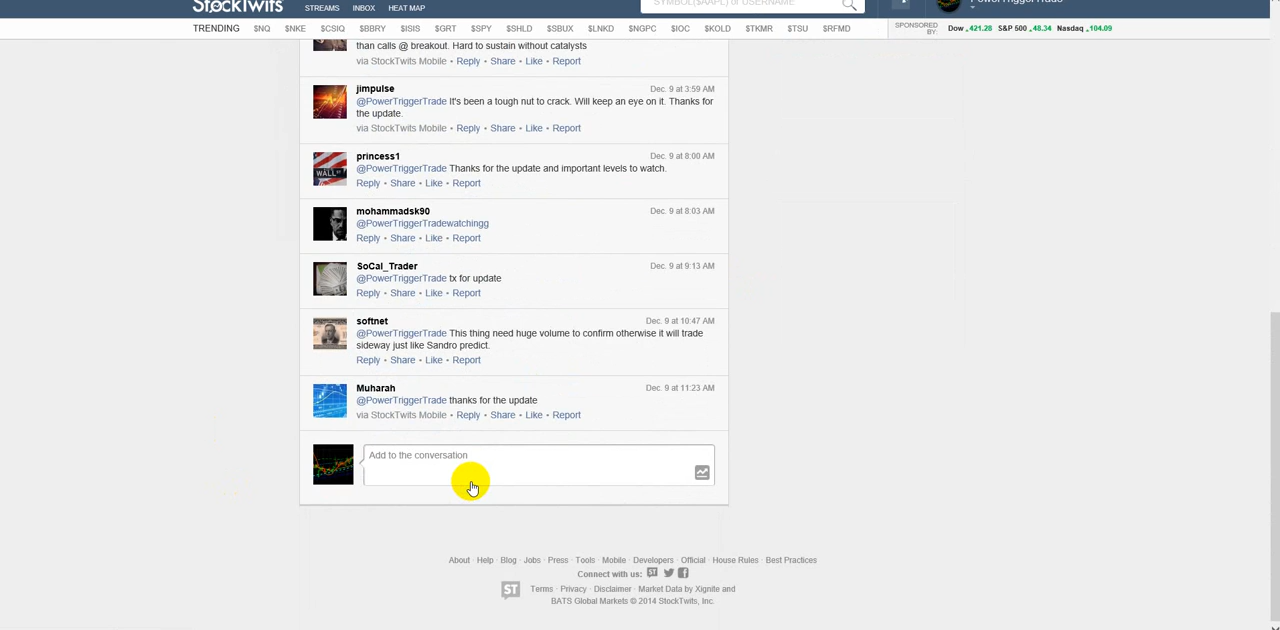 StockTwits STREAMS INBOX HEAT MAP SYMBOL($AAPL) or USERNAME PowerTriggerTrade
TRENDING $NQ $NKE $CSIQ $BBRY $ISIS $GRT $SPY $SHLD $SBUX $LNKD $NGPC $IOC $KOLD $TKMR $TSU $RFMD SPONSORED BY: Dow 421.28 S&P 500 48.34 Nasdaq 104.09
than calls @ breakout. Hard to sustain without catalysts
via StockTwits Mobile • Reply • Share • Like • Report
jimpulse Dec. 9 at 3:59 AM
@PowerTriggerTrade It's been a tough nut to crack. Will keep an eye on it. Thanks for
the update.
via StockTwits Mobile • Reply • Share • Like • Report
princess1 Dec. 9 at 8:00 AM
WALL ST
@PowerTriggerTrade Thanks for the update and important levels to watch.
Reply • Share • Like • Report
mohammadsk90 Dec. 9 at 8:03 AM
@PowerTriggerTradewatchingg
Reply • Share • Like • Report
SoCal_Trader Dec. 9 at 9:13 AM
@PowerTriggerTrade tx for update
Reply • Share • Like • Report
softnet Dec. 9 at 10:47 AM
@PowerTriggerTrade This thing need huge volume to confirm otherwise it will trade
sideway just like Sandro predict.
Reply • Share • Like • Report
Muharah Dec. 9 at 11:23 AM
@PowerTriggerTrade thanks for the update
via StockTwits Mobile • Reply • Share • Like • Report
Add to the conversation
About · Help · Blog · Jobs · Press · Tools · Mobile · Developers · Official · House Rules · Best Practices
Connect with us: ST
ST Terms · Privacy · Disclaimer · Market Data by Xignite and
BATS Global Markets © 2014 StockTwits, Inc.